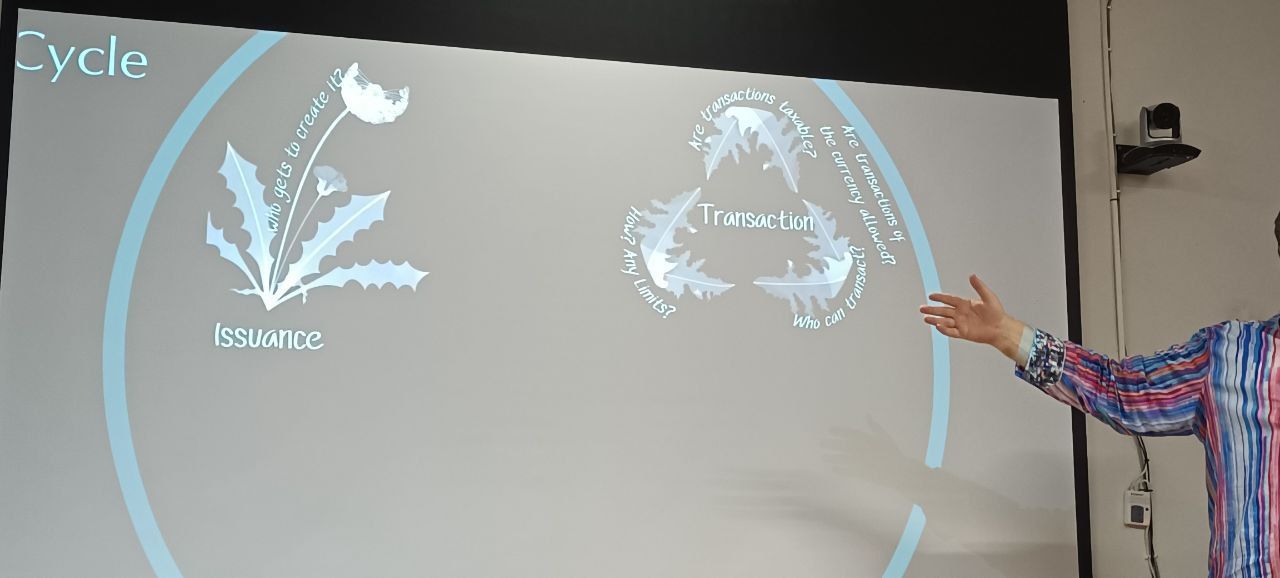 Cycle
who gets to create it?
Issuance
Are transactions taxable?
Are transactions of
the currency allowed?
Transaction
How? Any Limits?
Who can transact?